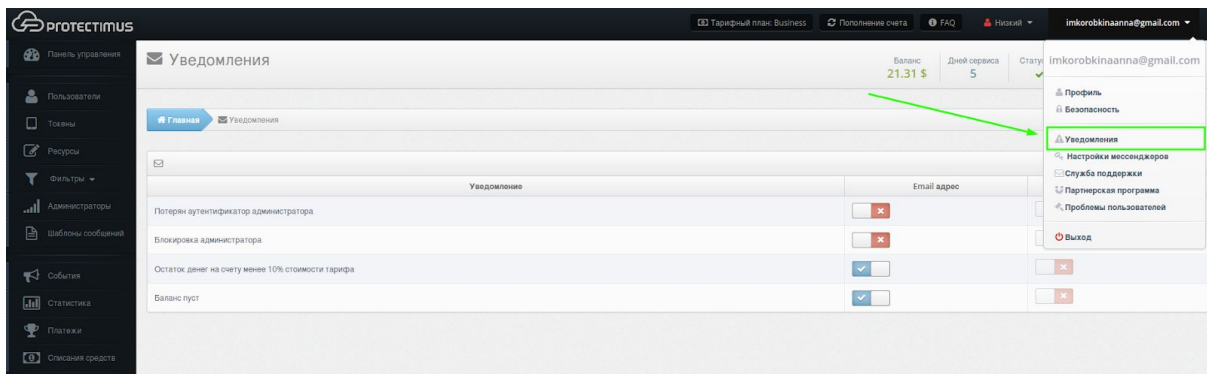 PROTECTIMUS
Тарифный план: Business
Пополнение счета
FAQ
Низкий
imkorobkinaanna@gmail.com
Панель управления
Пользователи
Токены
Ресурсы
Фильтры
Администраторы
Шаблоны сообщений
События
Статистика
Платежи
Списания средств
Уведомления
Баланс
21.31 $
Дней сервиса
5
Главная
Уведомления
Уведомление
Email адрес
Потерян аутентификатор администратора
Блокировка администратора
Остаток денег на счету менее 10% стоимости тарифа
Баланс пуст
imkorobkinaanna@gmail.com
Профиль
Безопасность
Уведомления
Настройки мессенджеров
Служба поддержки
Партнерская программа
Проблемы пользователей
Выход